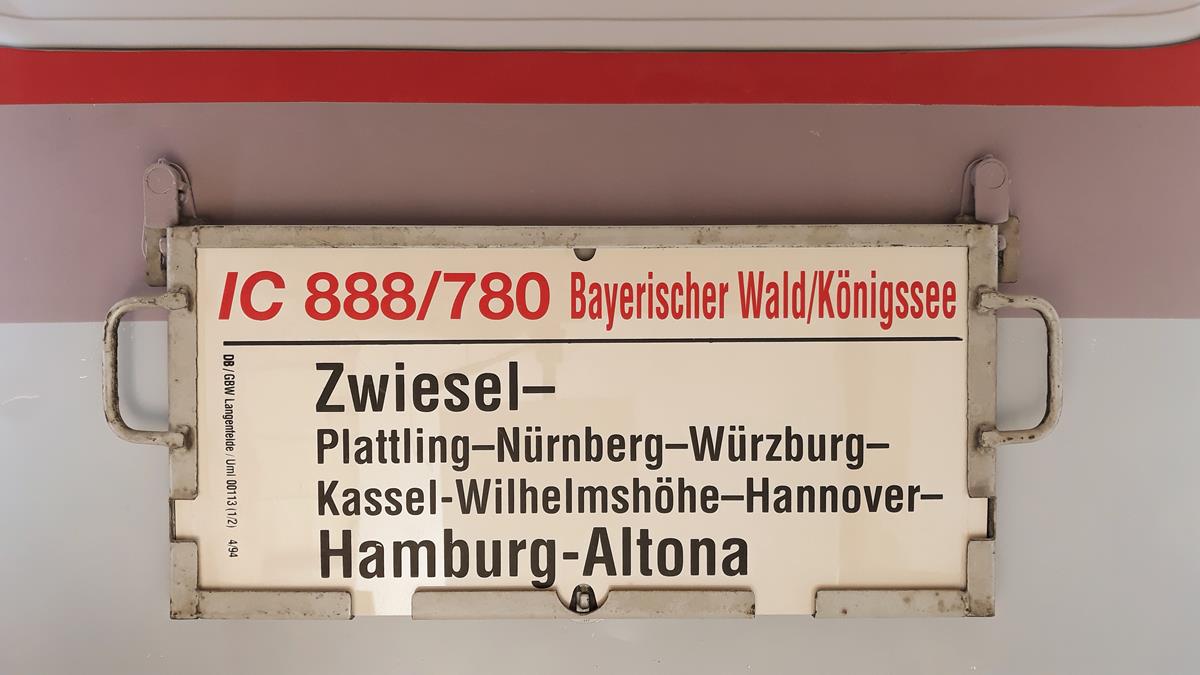 IC 888/780 Bayerischer Wald/Königssee
Zwiesel–
Plattling–Nürnberg–Würzburg–
Kassel-Wilhelmshöhe–Hannover–
Hamburg-Altona
DB/GBW Langenfelde / Uml 00113 (1/2) 4/94